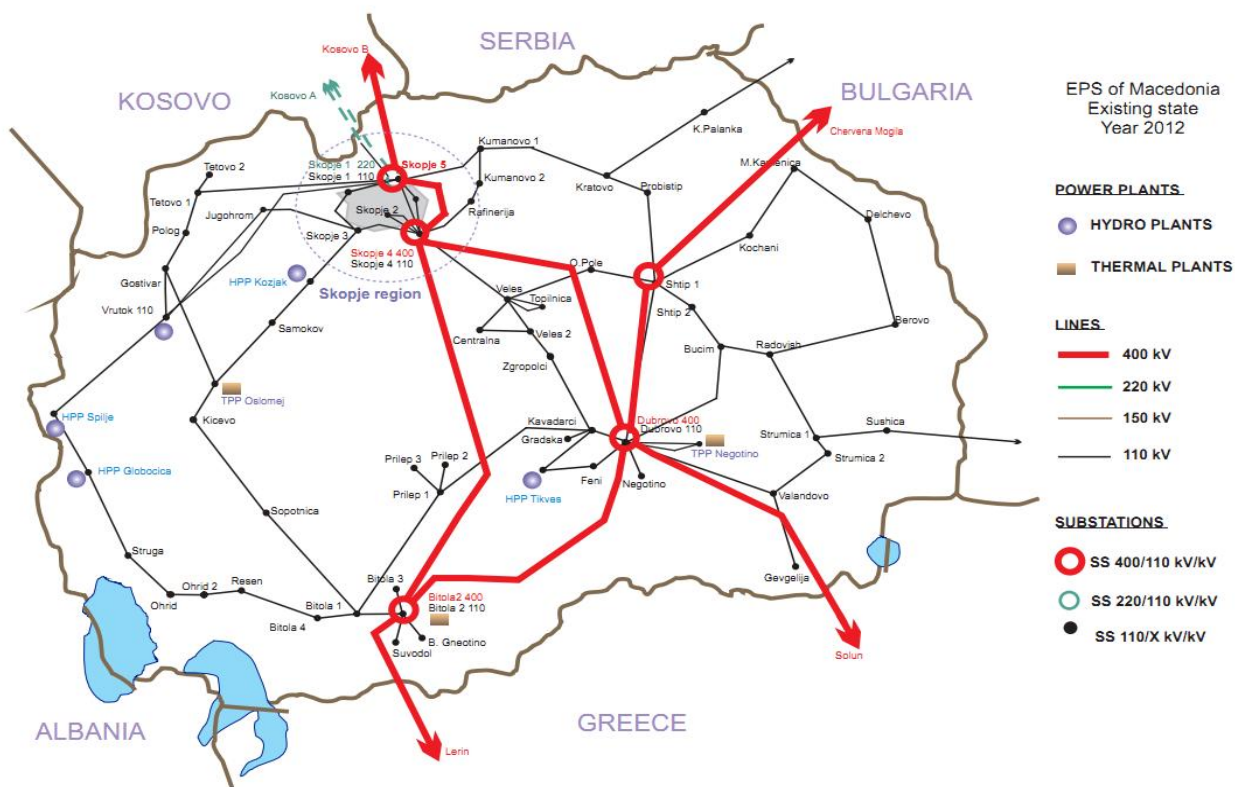 SERBIA
KOSOVO
BULGARIA
ALBANIA
GREECE
Kosovo B
Kosovo A
Chervena Mogila
EPS of Macedonia
Existing state
Year 2012
POWER PLANTS
HYDRO PLANTS
THERMAL PLANTS
LINES
400 kV
220 kV
150 kV
110 kV
SUBSTATIONS
SS 400/110 kV/kV
SS 220/110 kV/kV
SS 110/X kV/kV
K.Palanka
Kumanovo 1
Tetovo 2
Skopje 1 220
Skopje 1 110
Skopje 5
Kumanovo 2
Kratovo
Probistip
M.Kamenica
Tetovo 1
Jugohrom
Skopje 2
Rafinerija
Delchevo
Polog
Skopje 3
Kochani
Skopje 4 400
Skopje 4 110
O.Pole
Gostivar
HPP Kozjak
Skopje region
Shtip 1
Vrutok 110
Veles
Topilnica
Shtip 2
Samokov
Centralna
Veles 2
Berovo
Bucim
Radovish
Zgropolci
TPP Oslomej
HPP Spilje
Kicevo
Kavadarci
Dubrovo 400
Dubrovo 110
Gradska
Sushica
Strumica 1
TPP Negotino
Strumica 2
Prilep 3
Prilep 2
HPP Globocica
Feni
Negotino
Prilep 1
HPP Tikves
Valandovo
Sopotnica
Struga
Gevgelija
Ohrid 2
Resen
Bitola 3
Ohrid
Bitola2 400
Bitola 1
Bitola 2 110
Bitola 4
B. Gneotino
Suvodol
Solun
Lerin